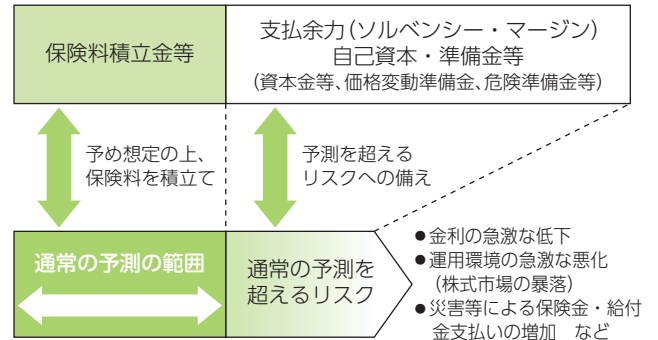 保険料積立金等
支払余力(ソルベンシー・マージン)
自己資本・準備金等
(資本金等、価格変動準備金、危険準備金等)
予め想定の上、
保険料を積立て
予測を超える
リスクへの備え
通常の予測の範囲
通常の予測を
超えるリスク
●金利の急激な低下
●運用環境の急激な悪化
(株式市場の暴落)
●災害等による保険金・給付
金支払いの増加　など